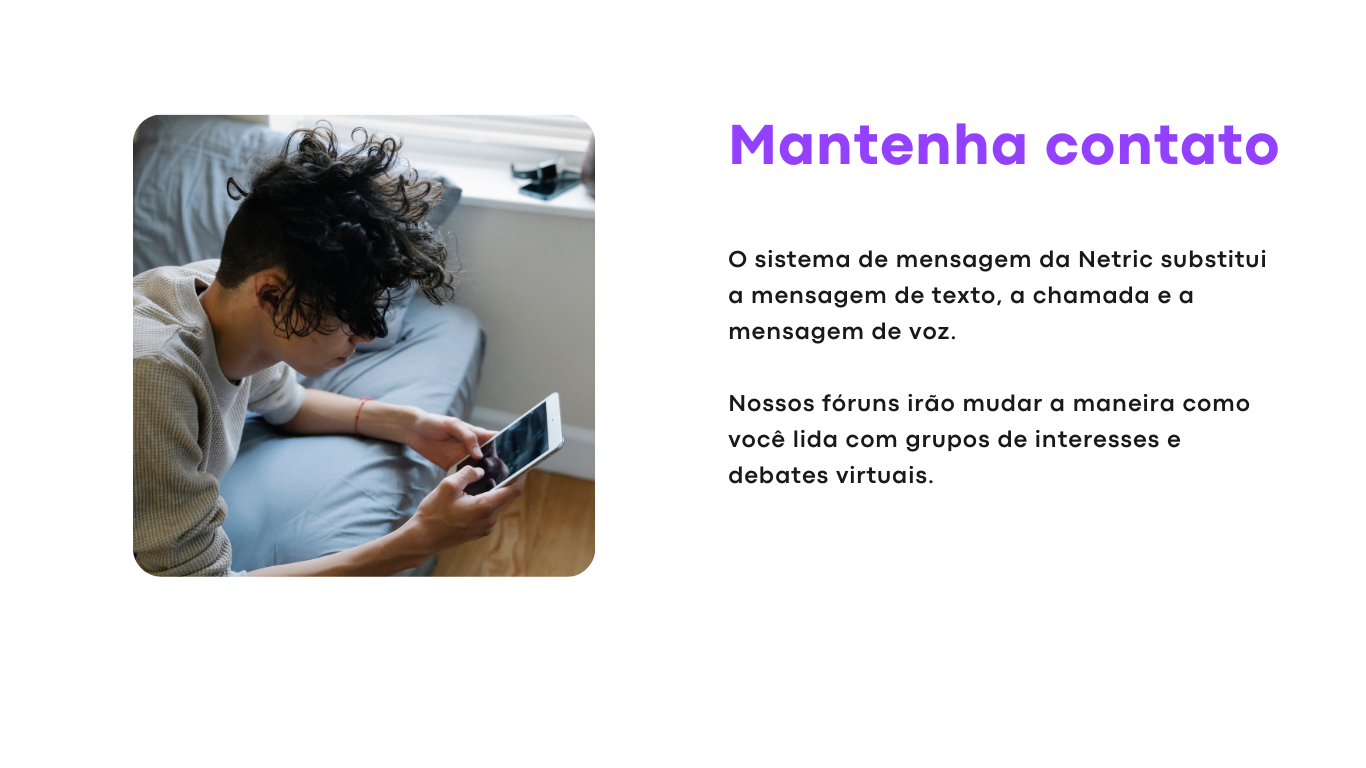 Mantenha contato
O sistema de mensagem da Netric substitui
a mensagem de texto, a chamada e a
mensagem de voz.
Nossos fóruns irão mudar a maneira como
você lida com grupos de interesses e
debates virtuais.